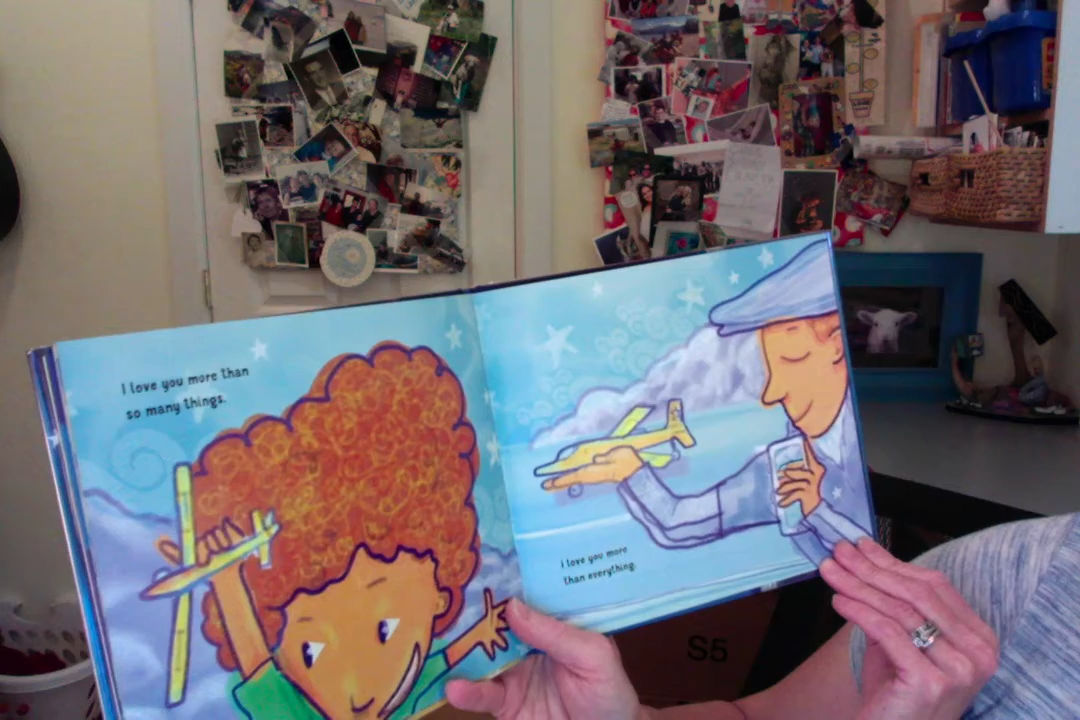 I love you more than
so many things.
I love you more
than everything.
S5